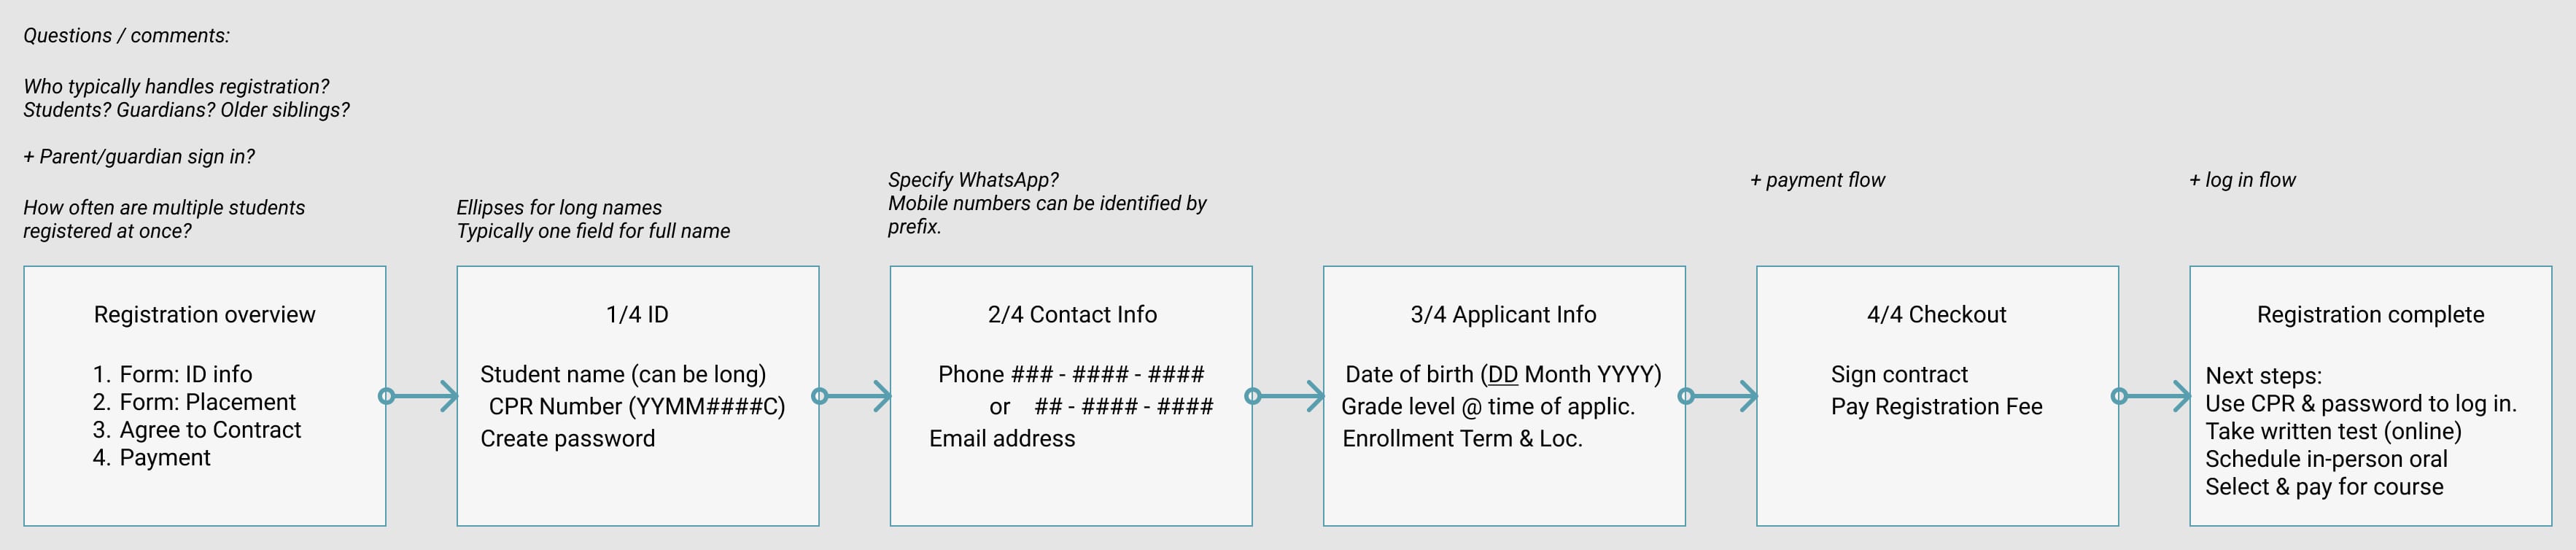 Questions / comments:
Who typically handles registration?
Students? Guardians? Older siblings?
+ Parent/guardian sign in?
How often are multiple students
registered at once?
Ellipses for long names
Typically one field for full name
Specify WhatsApp?
Mobile numbers can be identified by
prefix.
+ payment flow
+ log in flow
Registration overview
1. Form: ID info
2. Form: Placement
3. Agree to Contract
4. Payment
1/4 ID
Student name (can be long)
CPR Number (YYMM####C)
Create password
2/4 Contact Info
Phone ### - #### - ####
or ## - #### - ####
Email address
3/4 Applicant Info
Date of birth (DD Month YYYY)
Grade level @ time of applic.
Enrollment Term & Loc.
4/4 Checkout
Sign contract
Pay Registration Fee
Registration complete
Next steps:
Use CPR & password to log in.
Take written test (online)
Schedule in-person oral
Select & pay for course